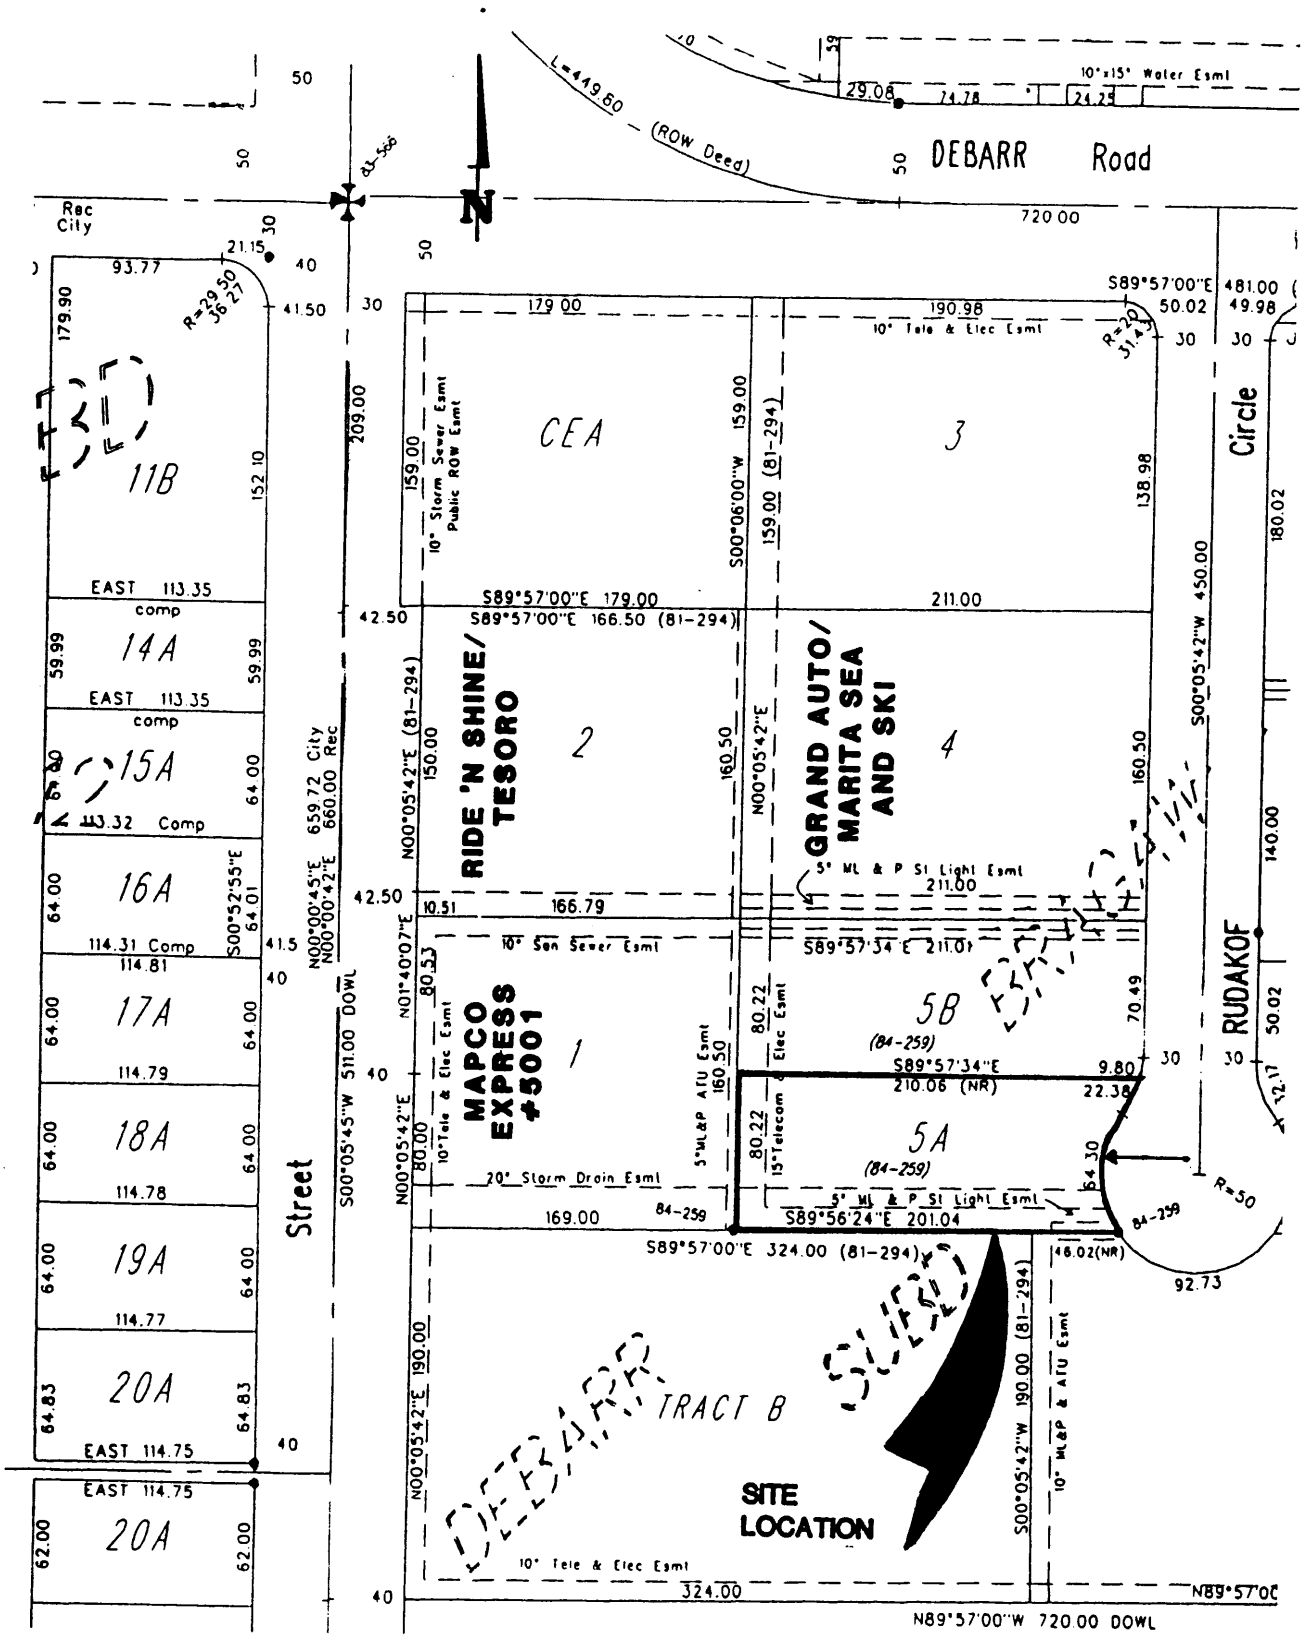 50
L=449.60
(ROW Deed)
70
59
10"x15" Water Esmt
29.08
74.78
24.25
50
50
DEBARR Road
83-566
Rec
City
30
N
720.00
50
21.15
40
93.77
R=29.50
36.27
41.50
30
179.90
179.00
190.98
10" Tele & Elec Esmt
S89°57'00"E 481.00
50.02
49.98
R=20
31.43
30
30
BD
11B
152.10
209.00
159.00
10" Storm Sewer Esmt
Public ROW Esmt
CEA
S00°06'00"W 159.00
159.00 (81-294)
3
138.98
Circle
180.02
S00°05'42"W 450.00
EAST 113.35
comp
S89°57'00"E 179.00
S89°57'00"E 166.50 (81-294)
211.00
42.50
59.99
14A
59.99
EAST 113.35
comp
15A
64.00
64.00
113.32 Comp
N00°00'45"E 659.72 City
N00°00'42"E 660.00 Rec
N00°05'42"E (81-294)
150.00
RIDE 'N SHINE/
TESORO
2
160.50
N00°05'42"E
GRAND AUTO/
MARITA SEA
AND SKI
4
160.50
140.00
5" ML & P St Light Esmt
211.00
64.00
16A
S00°52'55"E
64.01
42.50
10.51
166.79
114.31 Comp
114.81
41.5
40
10" San Sewer Esmt
S89°57'34"E 211.01
N01°40'07"E
80.53
64.00
17A
64.00
114.79
S00°05'45"W 511.00 DOWL
10" Tele & Elec Esmt
MAPCO
EXPRESS
#5001
1
5" ML&P ATU Esmt
160.50
80.22
15" Telecom & Elec Esmt
5B
(84-259)
70.49
RUDAKOF
50.02
40
S89°57'34"E
210.06 (NR)
9.80
22.38
30
30
32.17
64.00
18A
64.00
114.78
N00°05'42"E
80.00
80.22
5A
(84-259)
64.30
R=50
20" Storm Drain Esmt
5" ML & P St Light Esmt
Street
169.00
84-259
S89°56'24"E 201.04
84-259
S89°57'00"E 324.00 (81-294)
46.02(NR)
92.73
64.00
19A
64.00
114.77
N00°05'42"E 190.00
DEBARR
SUBD
TRACT B
S00°05'42"W 190.00 (81-294)
10" ML&P & ATU Esmt
64.83
20A
64.83
EAST 114.75
40
EAST 114.75
62.00
20A
62.00
SITE
LOCATION
10" Tele & Elec Esmt
40
324.00
N89°57'00
N89°57'00"W 720.00 DOWL